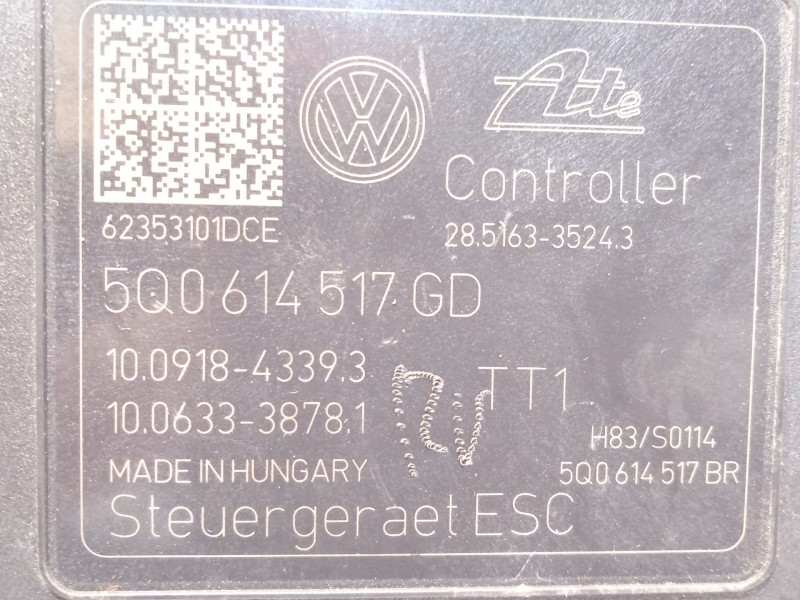 VW
Ate
Controller
62353101DCE
28.5163-3524.3
5Q0 614 517 GD
10.0918-4339.3
TT1
10.0633-3878.1
H83/S0114
MADE IN HUNGARY
5Q0 614 517 BR
Steuergeraet ESC